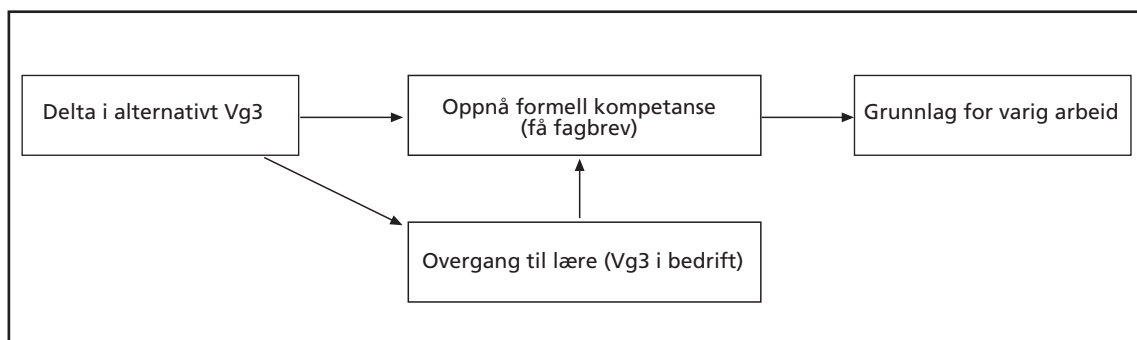 Delta i alternativt Vg3
Oppnå formell kompetanse
(få fagbrev)
Grunnlag for varig arbeid
Overgang til lære (Vg3 i bedrift)